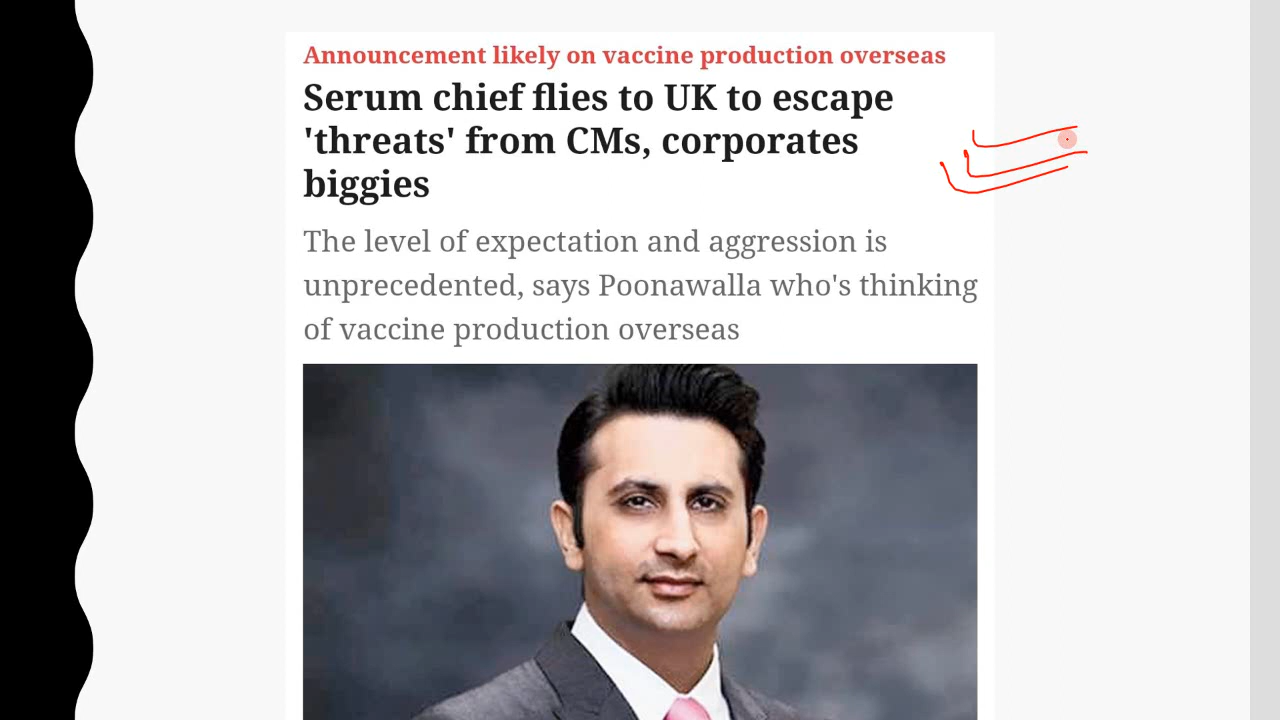 Announcement likely on vaccine production overseas
Serum chief flies to UK to escape
'threats' from CMs, corporates
biggies
The level of expectation and aggression is
unprecedented, says Poonawalla who's thinking
of vaccine production overseas